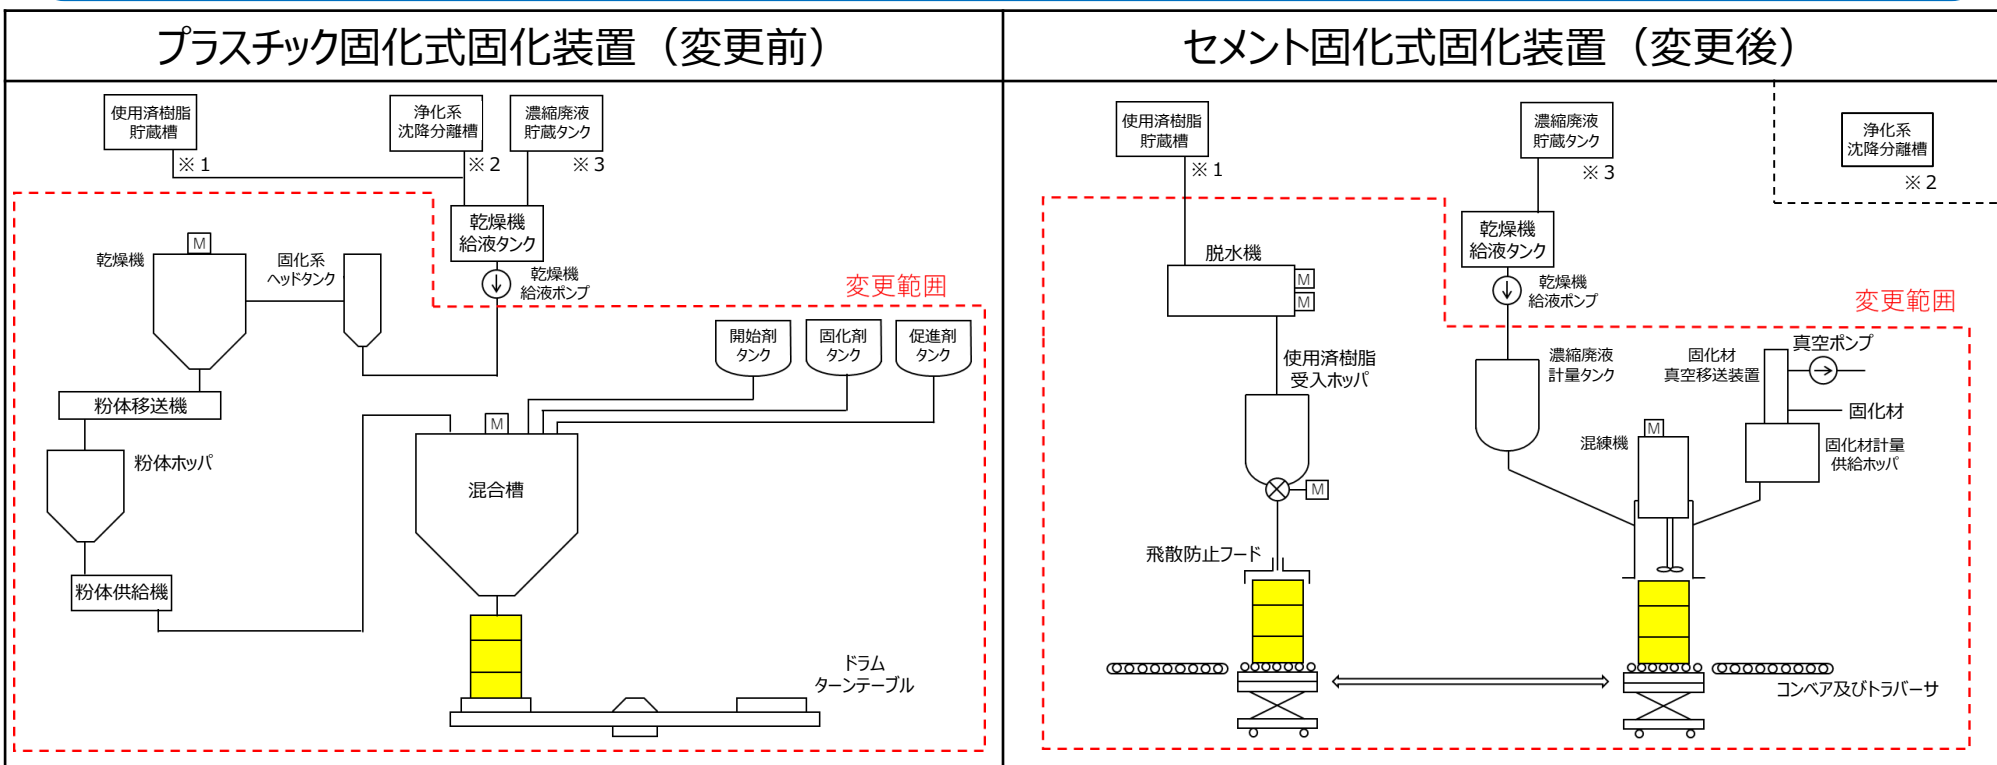 プラスチック固化式固化装置（変更前）
使用済樹脂
貯蔵槽
※１
浄化系
沈降分離槽
※２
濃縮廃液
貯蔵タンク
※３
乾燥機
給液タンク
乾燥機
給液ポンプ
変更範囲
乾燥機
M
固化系
ヘッドタンク
開始剤
タンク
固化剤
タンク
促進剤
タンク
粉体移送機
粉体ホッパ
M
混合槽
粉体供給機
ドラム
ターンテーブル
セメント固化式固化装置（変更後）
使用済樹脂
貯蔵槽
※１
濃縮廃液
貯蔵タンク
※３
浄化系
沈降分離槽
※２
乾燥機
給液タンク
乾燥機
給液ポンプ
変更範囲
脱水機
M
M
使用済樹脂
受入ホッパ
M
濃縮廃液
計量タンク
固化材
真空移送装置
真空ポンプ
固化材
混練機
M
固化材計量
供給ホッパ
飛散防止フード
コンベア及びトラバーサ